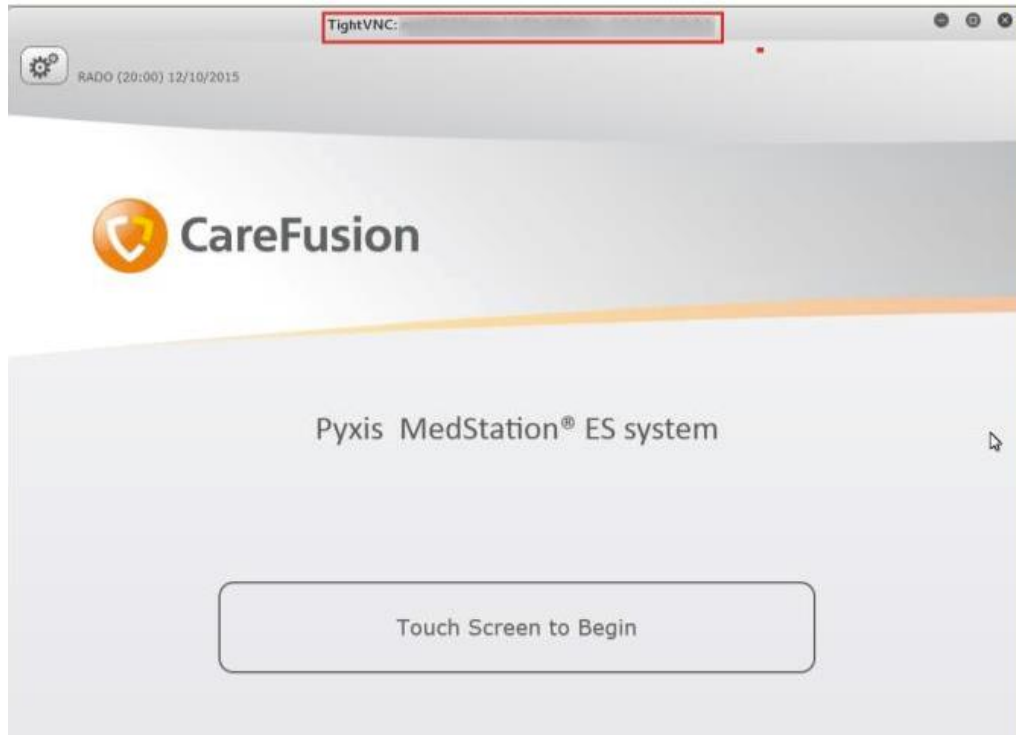 TightVNC:
RADO (20:00) 12/10/2015
CareFusion
Pyxis MedStation® ES system
Touch Screen to Begin